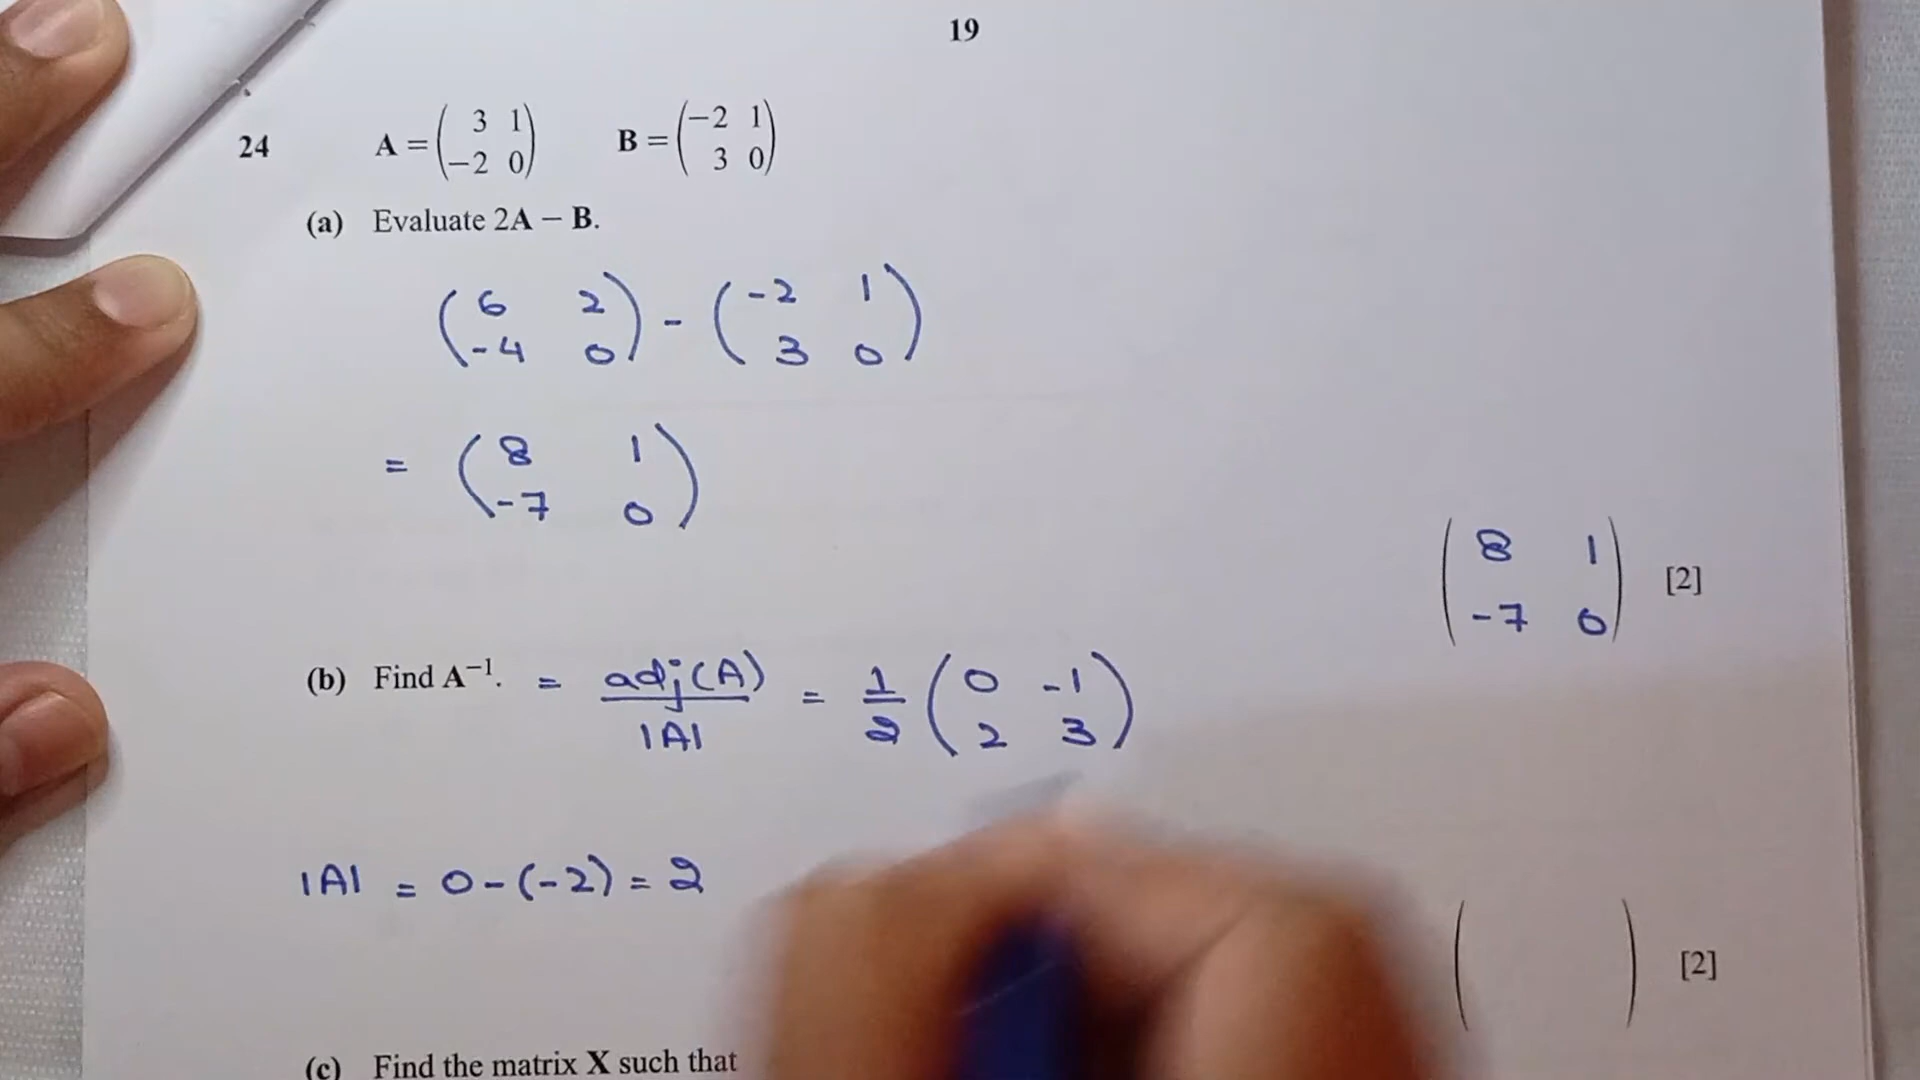 19
24 A = ( 3 1 ) B = ( −2 1 )
( −2 0 ) ( 3 0 )
(a) Evaluate 2A − B.
( 6 2 ) - ( -2 1 )
( -4 0 ) ( 3 0 )
= ( 8 1 )
( -7 0 )
( 8 1 )
( -7 0 ) [2]
(b) Find A⁻¹. = adj(A) / |A| = 1/2 ( 0 -1 )
( 2 3 )
|A| = 0 - (-2) = 2
( ) [2]
(c) Find the matrix X such that